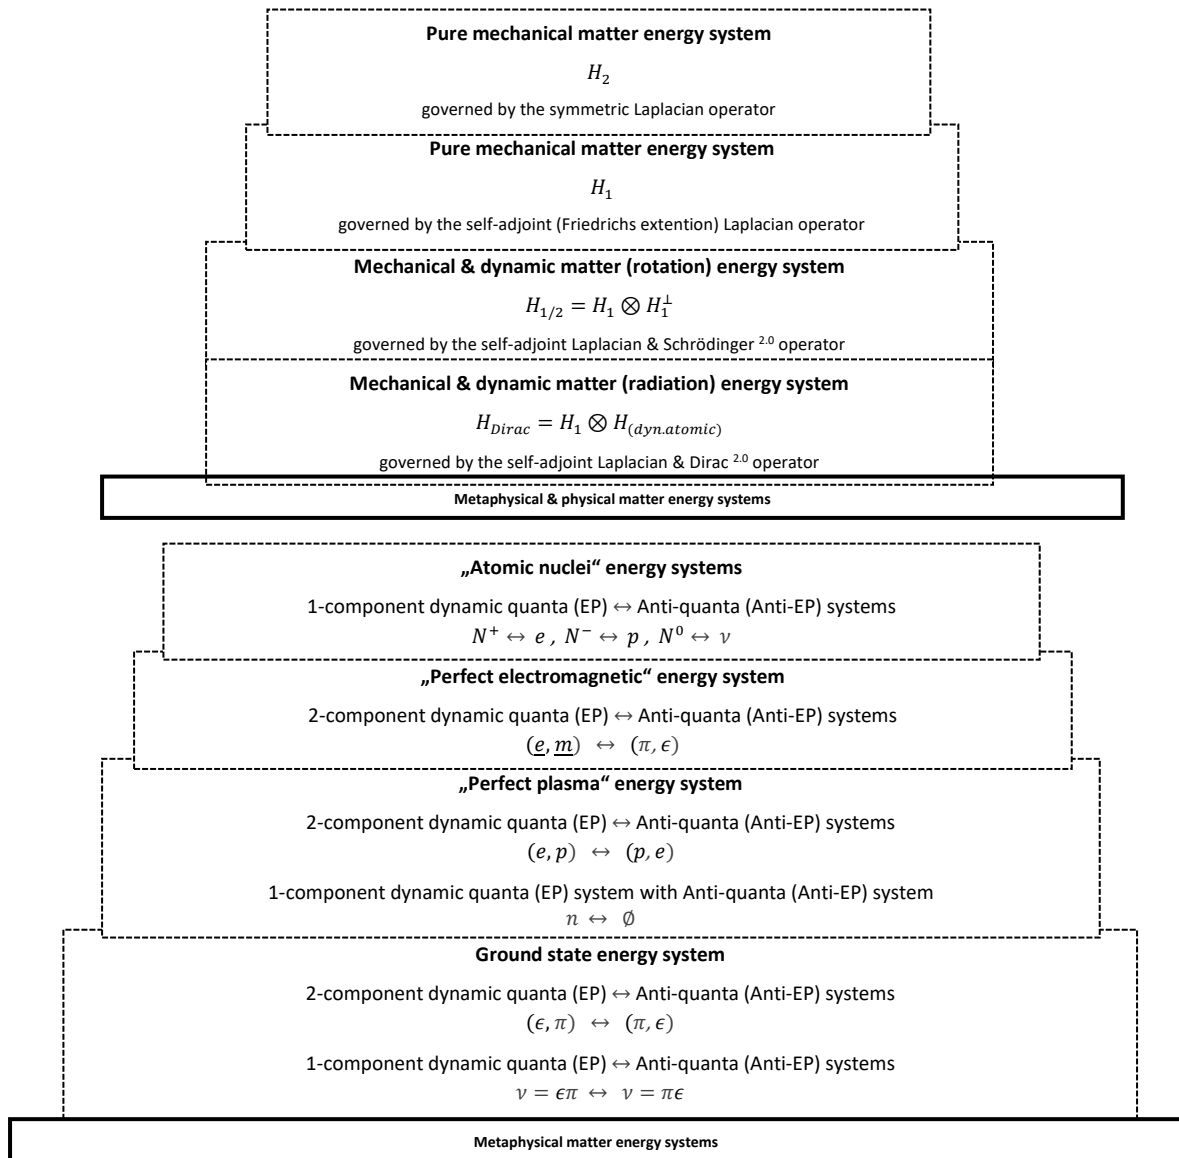 Pure mechanical matter energy system
H₂
governed by the symmetric Laplacian operator
Pure mechanical matter energy system
H₁
governed by the self-adjoint (Friedrichs extention) Laplacian operator
Mechanical & dynamic matter (rotation) energy system
H₁/₂ = H₁ ⊗ H₁^⊥
governed by the self-adjoint Laplacian & Schrödinger ²·⁰ operator
Mechanical & dynamic matter (radiation) energy system
H_Dirac = H₁ ⊗ H_(dyn.atomic)
governed by the self-adjoint Laplacian & Dirac ²·⁰ operator
Metaphysical & physical matter energy systems
„Atomic nuclei“ energy systems
1-component dynamic quanta (EP) ↔ Anti-quanta (Anti-EP) systems
N⁺ ↔ e , N⁻ ↔ p , N⁰ ↔ ν
„Perfect electromagnetic“ energy system
2-component dynamic quanta (EP) ↔ Anti-quanta (Anti-EP) systems
(e, m) ↔ (π, ϵ)
„Perfect plasma“ energy system
2-component dynamic quanta (EP) ↔ Anti-quanta (Anti-EP) systems
(e, p) ↔ (p, e)
1-component dynamic quanta (EP) system with Anti-quanta (Anti-EP) system
n ↔ ∅
Ground state energy system
2-component dynamic quanta (EP) ↔ Anti-quanta (Anti-EP) systems
(ϵ, π) ↔ (π, ϵ)
1-component dynamic quanta (EP) ↔ Anti-quanta (Anti-EP) systems
ν = ϵπ ↔ ν = πϵ
Metaphysical matter energy systems